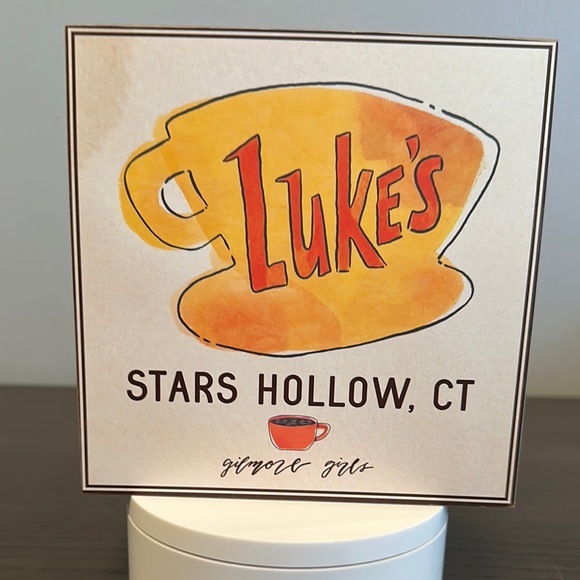 LUKE'S
STARS HOLLOW, CT
gilmore girls